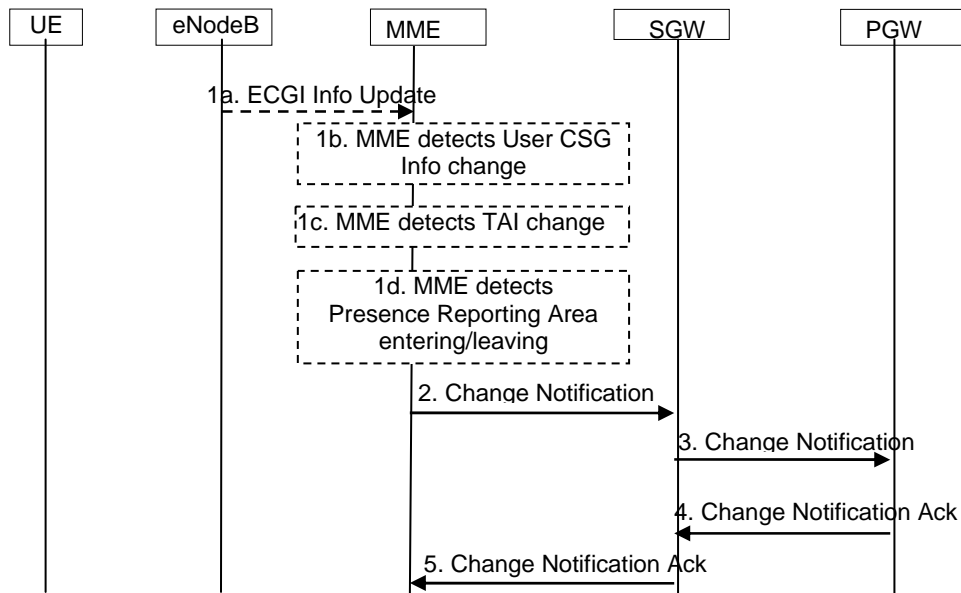 UE
eNodeB
MME
SGW
PGW
1a. ECGI Info Update
1b. MME detects User CSG
Info change
1c. MME detects TAI change
1d. MME detects
Presence Reporting Area
entering/leaving
2. Change Notification
3. Change Notification
4. Change Notification Ack
5. Change Notification Ack